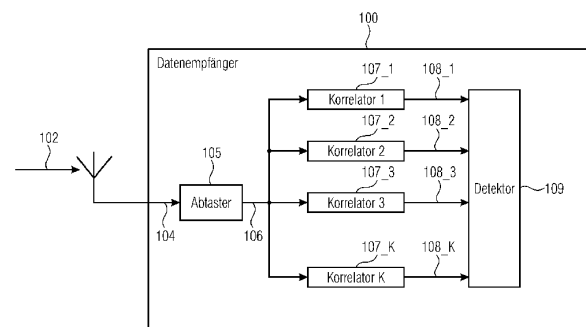 100
Datenempfänger
107_1
108_1
Korrelator 1
102
107_2
108_2
Korrelator 2
105
107_3
108_3
Abtaster
Korrelator 3
Detektor
109
104
106
107_K
108_K
Korrelator K